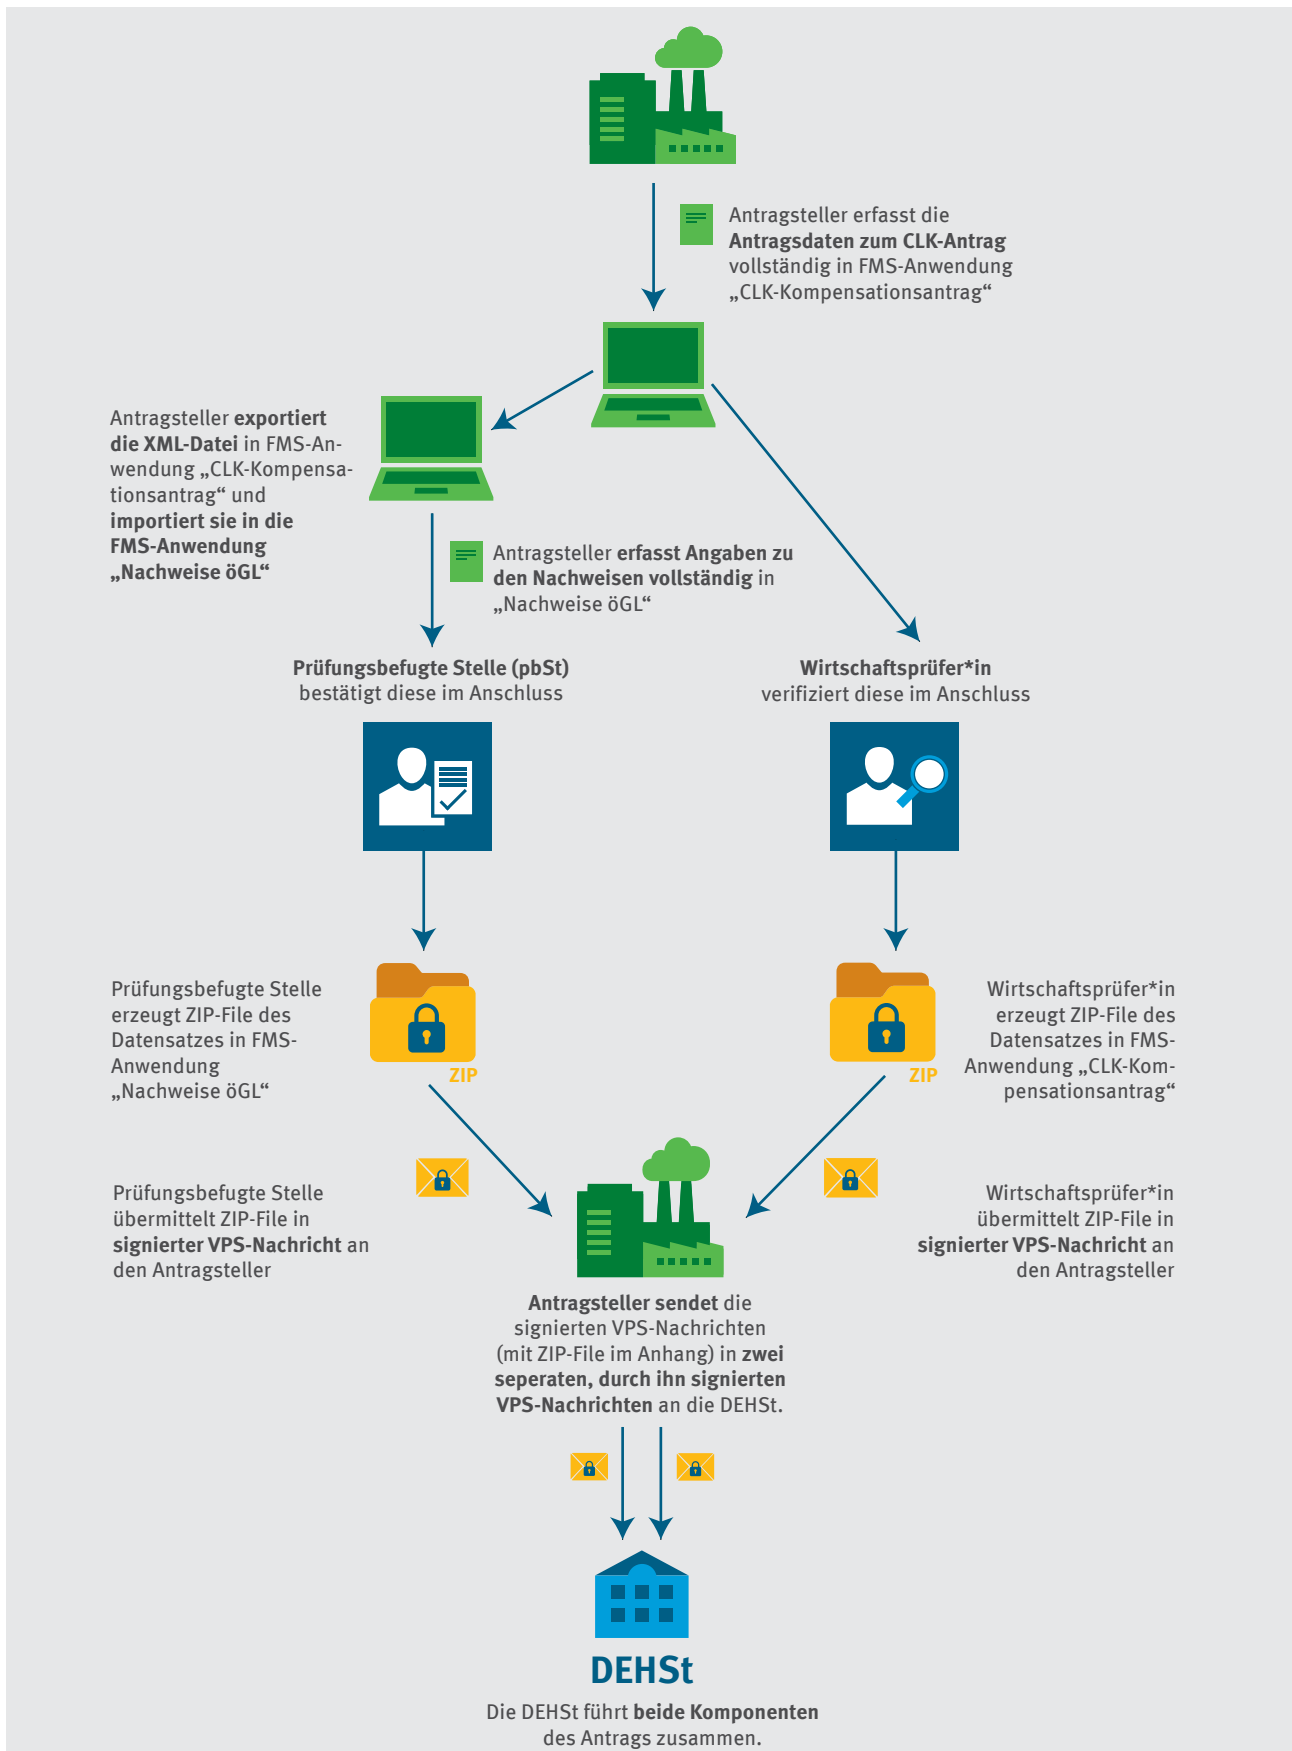 Antragsteller erfasst die
Antragsdaten zum CLK-Antrag
vollständig in FMS-Anwendung
„CLK-Kompensationsantrag“
Antragsteller exportiert
die XML-Datei in FMS-An-
wendung „CLK-Kompensa-
tionsantrag“ und
importiert sie in die
FMS-Anwendung
„Nachweise öGL“
Antragsteller erfasst Angaben zu
den Nachweisen vollständig in
„Nachweise öGL“
Prüfungsbefugte Stelle (pbSt)
bestätigt diese im Anschluss
Wirtschaftsprüfer*in
verifiziert diese im Anschluss
Prüfungsbefugte Stelle
erzeugt ZIP-File des
Datensatzes in FMS-
Anwendung
„Nachweise öGL“
ZIP
ZIP
Wirtschaftsprüfer*in
erzeugt ZIP-File des
Datensatzes in FMS-
Anwendung „CLK-Kom-
pensationsantrag“
Prüfungsbefugte Stelle
übermittelt ZIP-File in
signierter VPS-Nachricht an
den Antragsteller
Wirtschaftsprüfer*in
übermittelt ZIP-File in
signierter VPS-Nachricht an
den Antragsteller
Antragsteller sendet die
signierten VPS-Nachrichten
(mit ZIP-File im Anhang) in zwei
seperaten, durch ihn signierten
VPS-Nachrichten an die DEHSt.
DEHSt
Die DEHSt führt beide Komponenten
des Antrags zusammen.